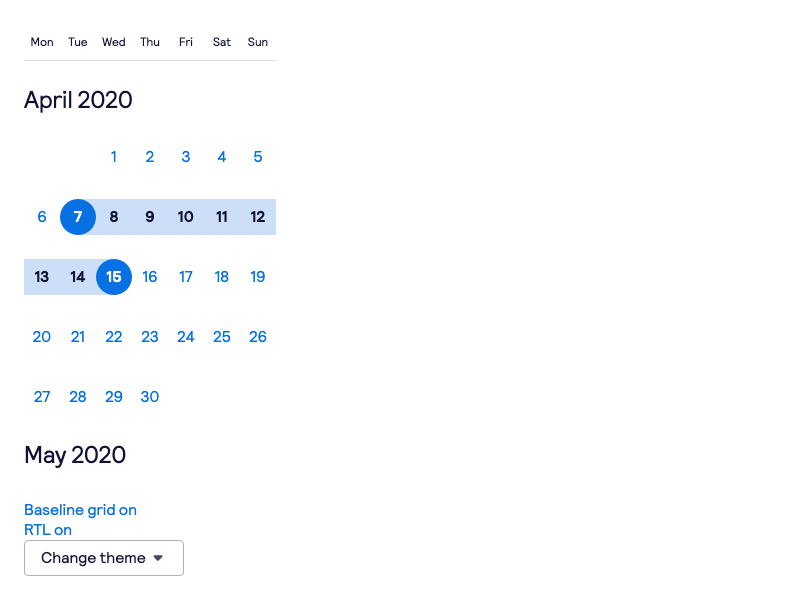 Mon Tue Wed Thu Fri Sat Sun
April 2020
1 2 3 4 5
6 7 8 9 10 11 12
13 14 15 16 17 18 19
20 21 22 23 24 25 26
27 28 29 30
May 2020
Baseline grid on
RTL on
Change theme